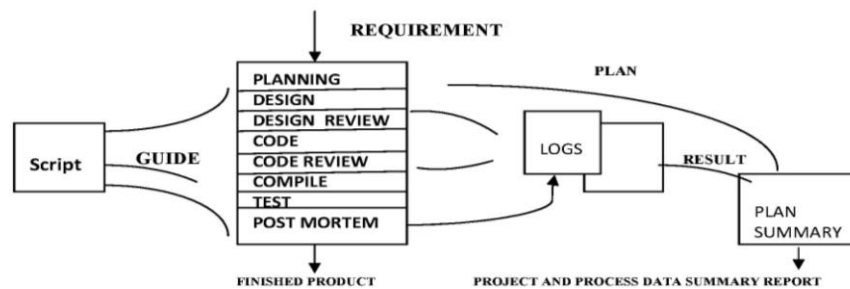 REQUIREMENT
PLANNING
PLAN
DESIGN
DESIGN REVIEW
CODE
LOGS
Script
GUIDE
CODE REVIEW
RESULT
COMPILE
TEST
POST MORTEM
PLAN
SUMMARY
FINISHED PRODUCT
PROJECT AND PROCESS DATA SUMMARY REPORT